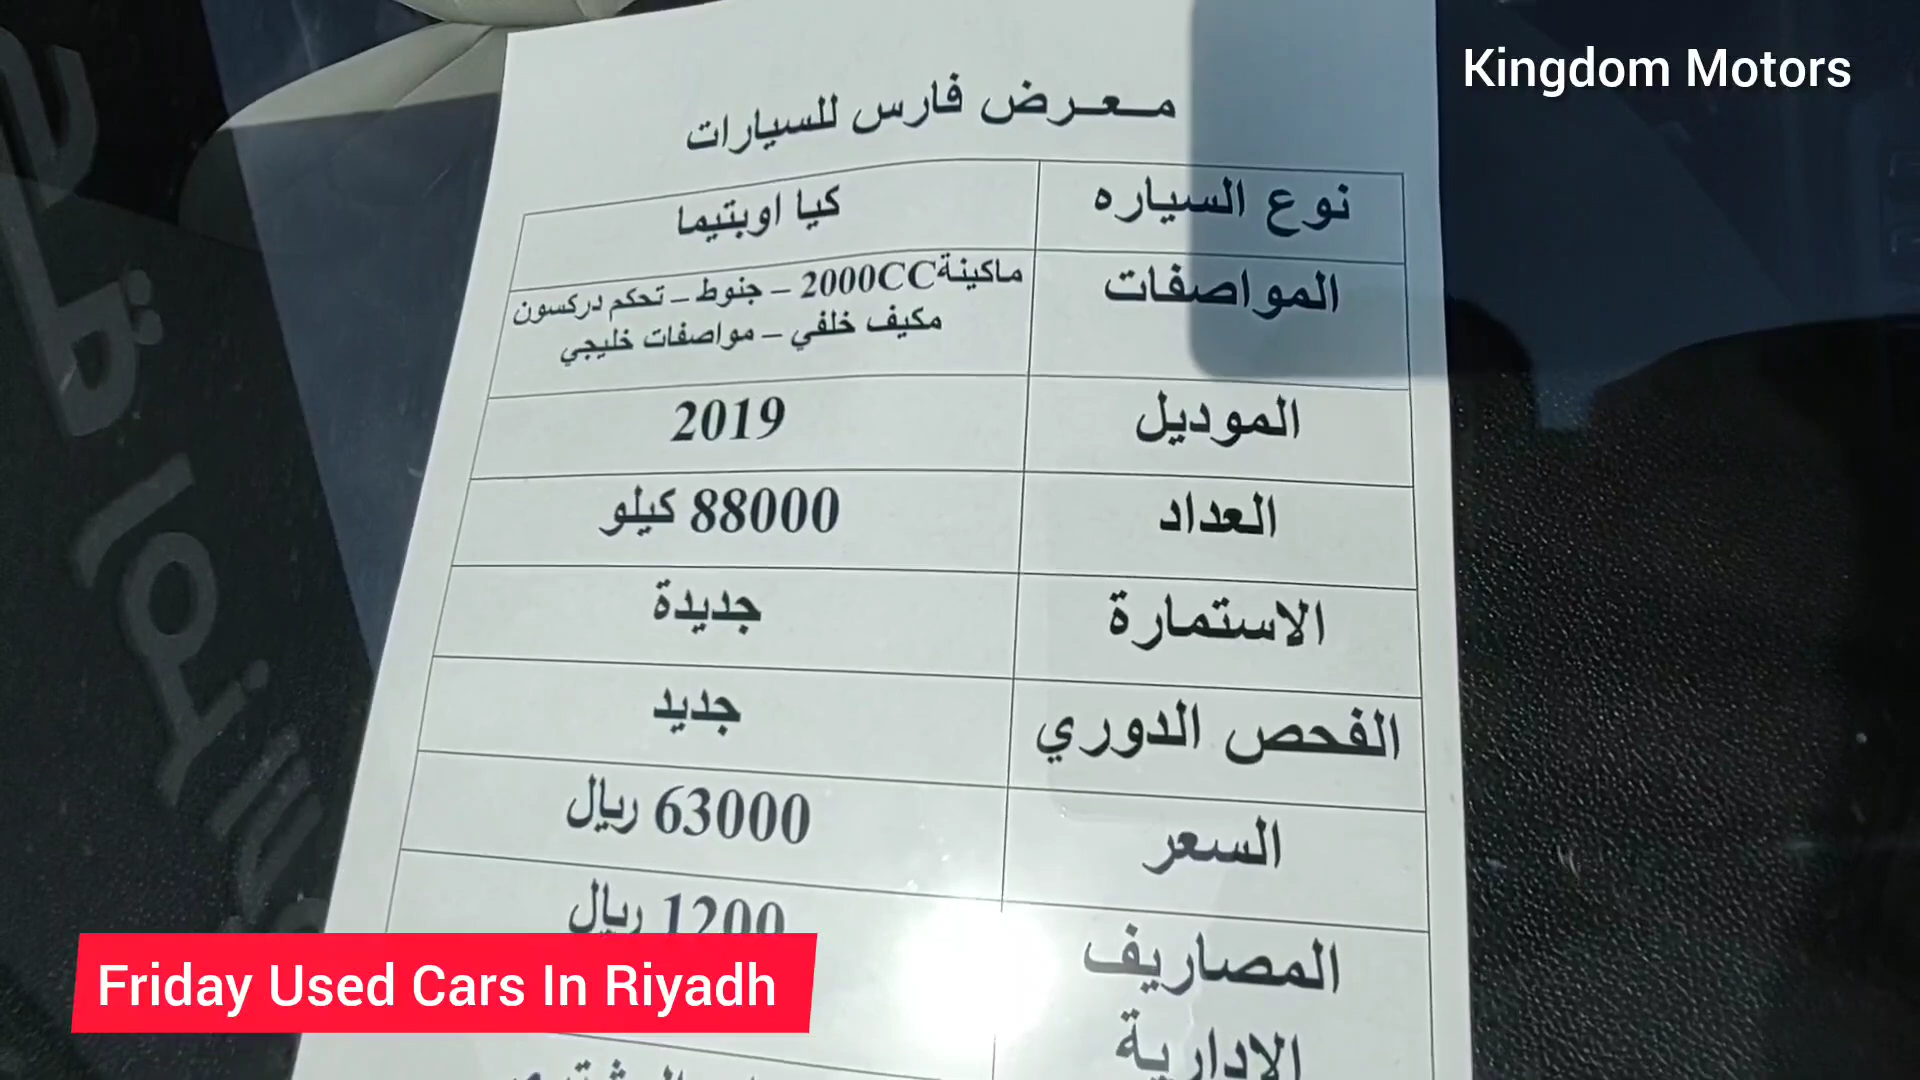 Kingdom Motors
مـعـرض فارس للسيارات
نوع السياره كيا اوبتيما
المواصفات ماكينة2000CC – جنوط – تحكم دركسون
مكيف خلفي – مواصفات خليجي
الموديل 2019
العداد 88000 كيلو
الاستمارة جديدة
الفحص الدوري جديد
السعر 63000 ريال
المصاريف 1200 ريال
الادارية
Friday Used Cars In Riyadh